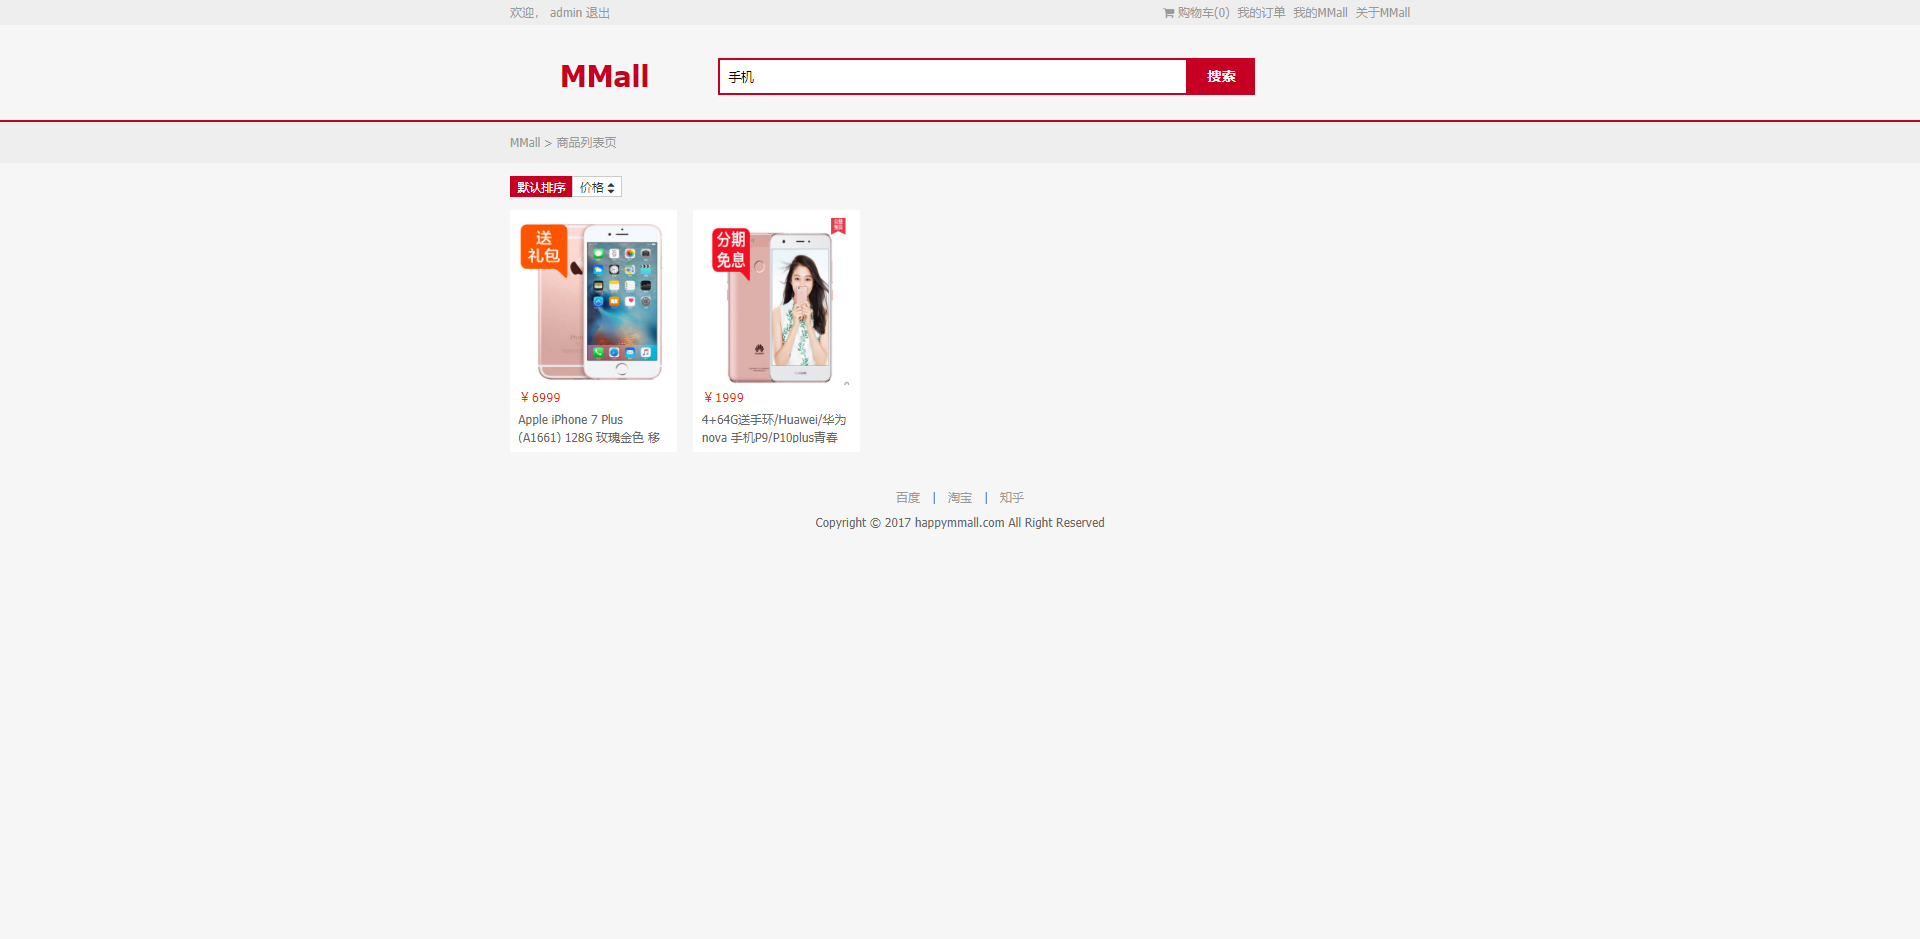 欢迎， admin 退出
购物车(0) 我的订单 我的MMall 关于MMall
MMall
手机
搜索
MMall > 商品列表页
默认排序 价格
送
礼包
¥ 6999
Apple iPhone 7 Plus
(A1661) 128G 玫瑰金色 移
分期
免息
¥ 1999
4+64G送手环/Huawei/华为
nova 手机P9/P10plus青春
百度 | 淘宝 | 知乎
Copyright © 2017 happymmall.com All Right Reserved